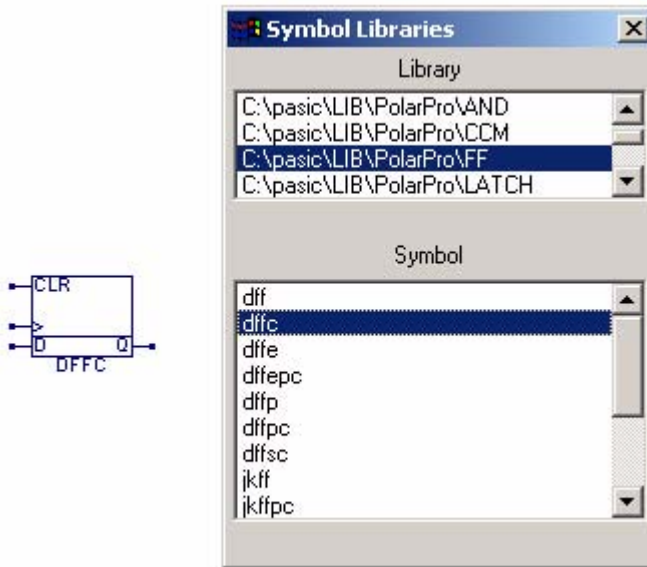 Symbol Libraries
Library
C:\pasic\LIB\PolarPro\AND
C:\pasic\LIB\PolarPro\CCM
C:\pasic\LIB\PolarPro\FF
C:\pasic\LIB\PolarPro\LATCH
Symbol
dff
dffc
dffe
dffepc
dffp
dffpc
dffsc
jkff
jkffpc
CLR
D Q
DFFC